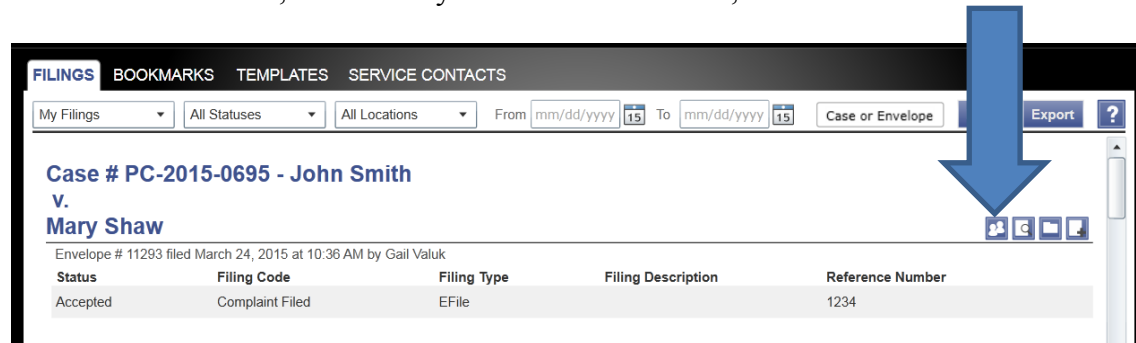 FILINGS BOOKMARKS TEMPLATES SERVICE CONTACTS
My Filings All Statuses All Locations From mm/dd/yyyy 15 To mm/dd/yyyy 15 Case or Envelope Export ?
Case # PC-2015-0695 - John Smith
v.
Mary Shaw
Envelope # 11293 filed March 24, 2015 at 10:36 AM by Gail Valuk
Status Filing Code Filing Type Filing Description Reference Number
Accepted Complaint Filed EFile 1234